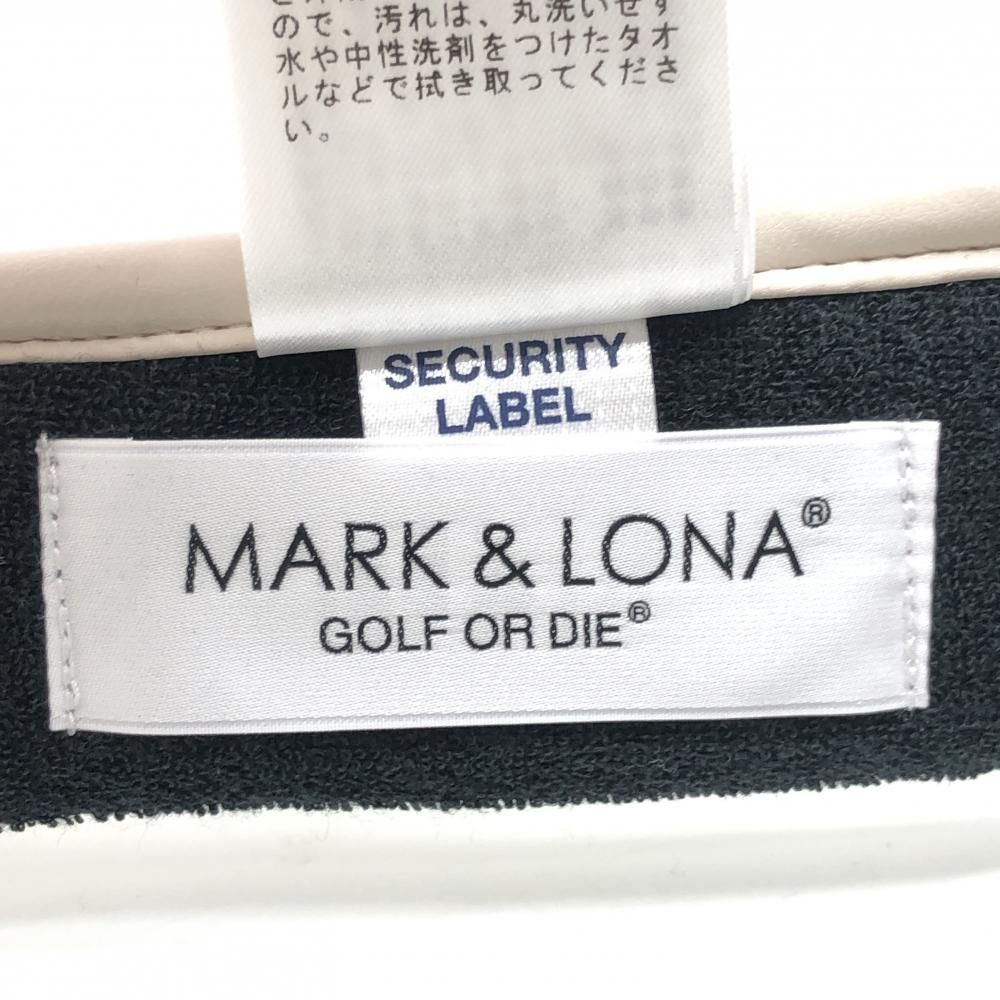 ので、汚れは、丸洗いせず
水や中性洗剤をつけたタオ
ルなどで拭き取ってくださ
い。
SECURITY
LABEL
MARK & LONA®
GOLF OR DIE®